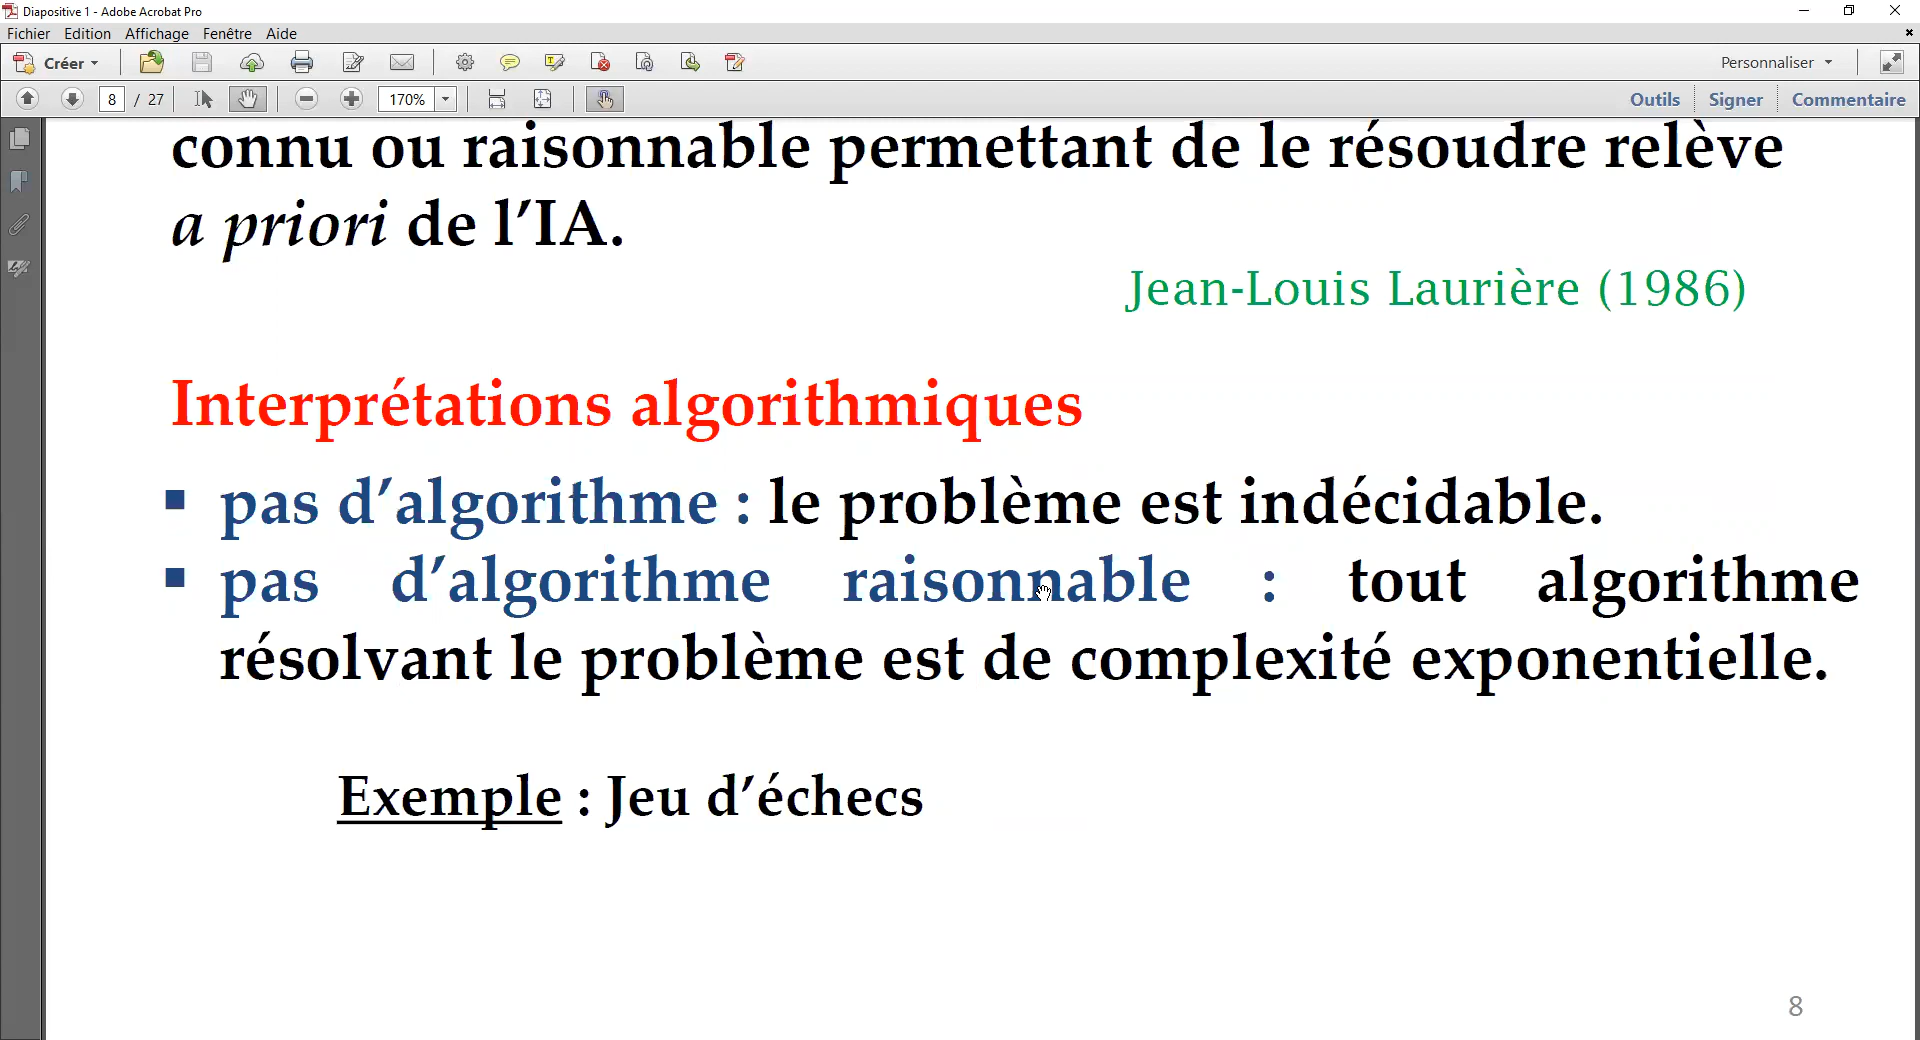 Diapositive 1 - Adobe Acrobat Pro
Fichier Edition Affichage Fenêtre Aide
Créer
Personnaliser
8 / 27
170%
Outils
Signer
Commentaire
connu ou raisonnable permettant de le résoudre relève
a priori de l’IA.
Jean-Louis Laurière (1986)
Interprétations algorithmiques
▪ pas d’algorithme : le problème est indécidable.
▪ pas d’algorithme raisonnable : tout algorithme
résolvant le problème est de complexité exponentielle.
Exemple : Jeu d’échecs
8